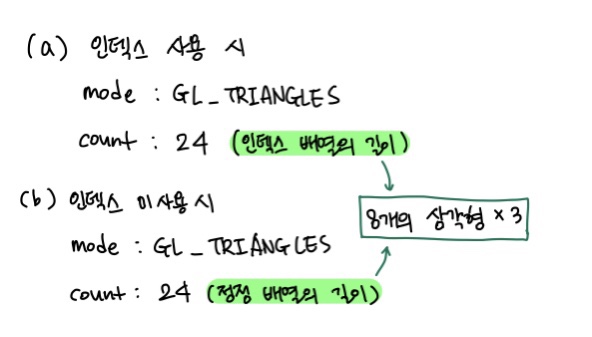 (a) 인덱스 사용 시
mode : GL_TRIANGLES
count : 24 (인덱스 배열의 길이)
(b) 인덱스 미사용 시
8개의 삼각형 × 3
mode : GL_TRIANGLES
count : 24 (정점 배열의 길이)